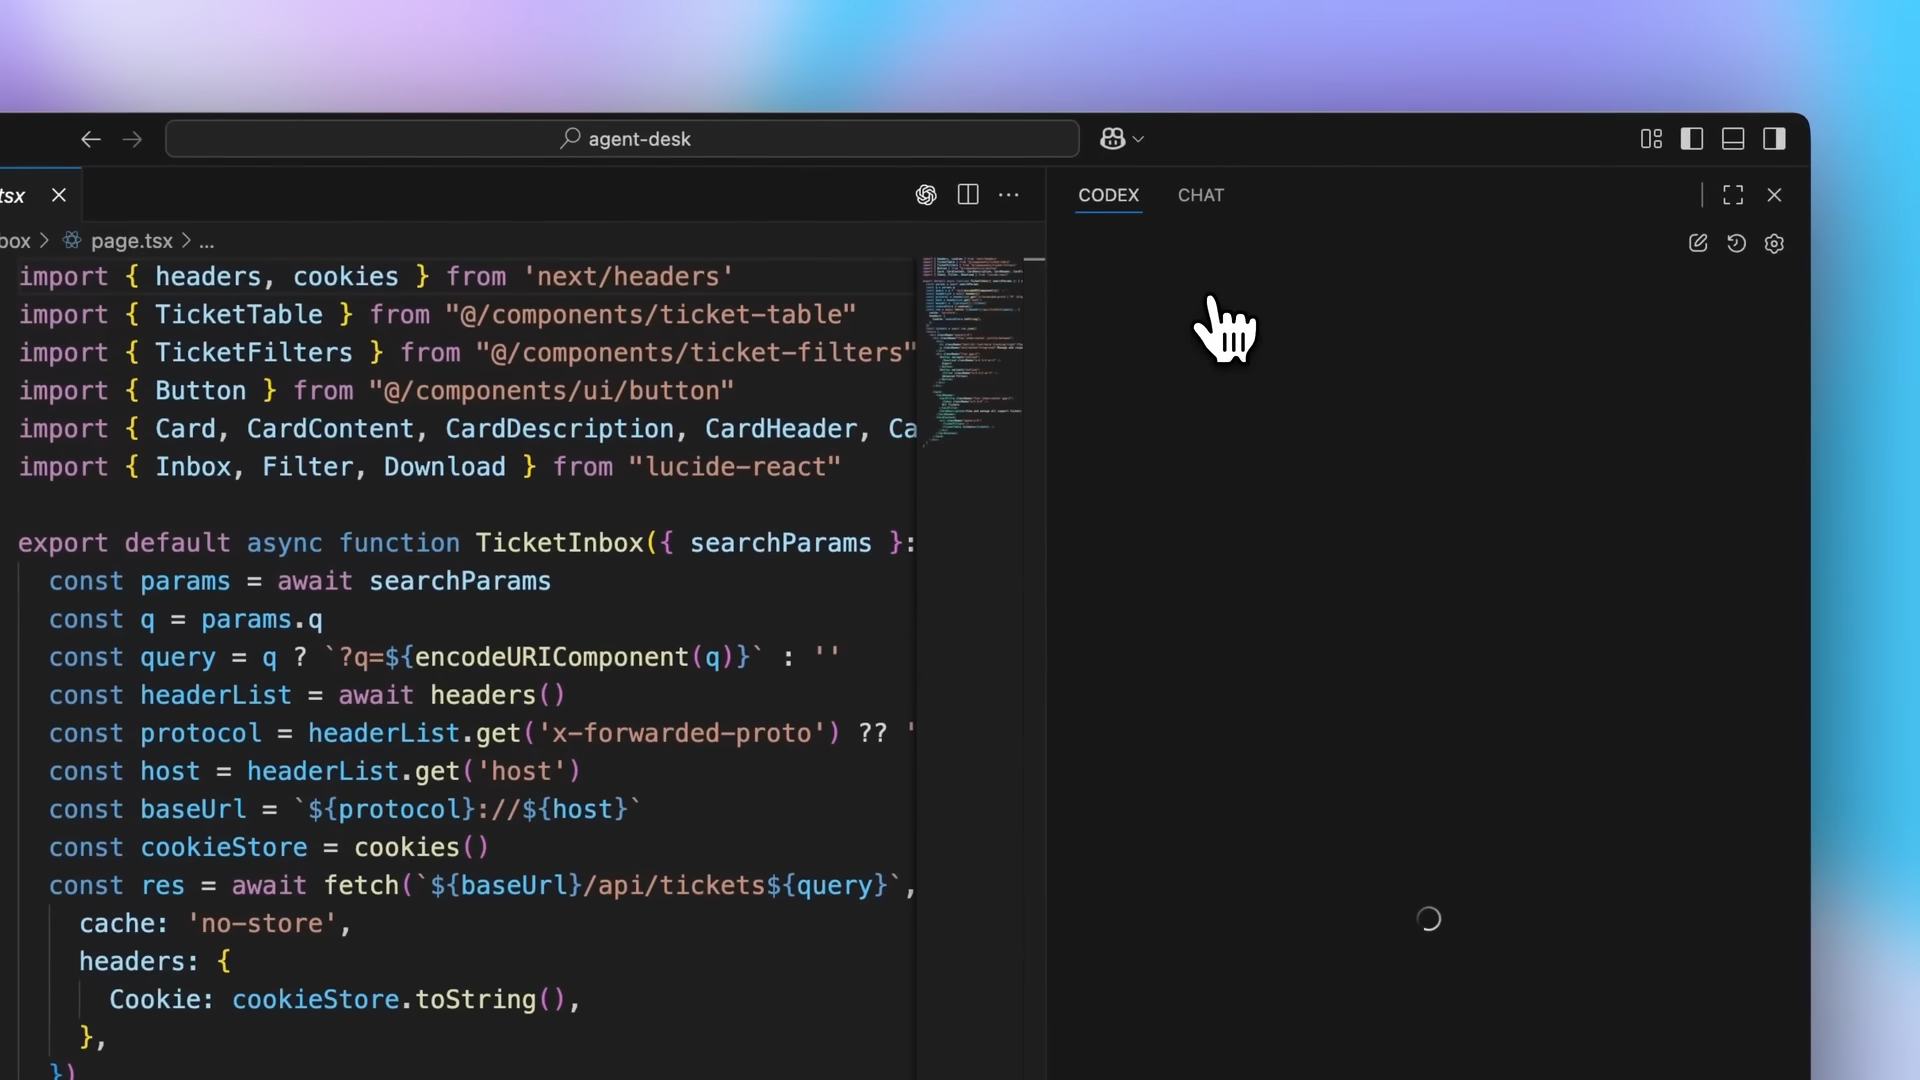 agent-desk
.tsx
CODEX CHAT
box > page.tsx > ...
import { headers, cookies } from 'next/headers'
import { TicketTable } from "@/components/ticket-table"
import { TicketFilters } from "@/components/ticket-filters"
import { Button } from "@/components/ui/button"
import { Card, CardContent, CardDescription, CardHeader, Ca
import { Inbox, Filter, Download } from "lucide-react"
export default async function TicketInbox({ searchParams }:
const params = await searchParams
const q = params.q
const query = q ? `?q=${encodeURIComponent(q)}` : ''
const headerList = await headers()
const protocol = headerList.get('x-forwarded-proto') ?? '
const host = headerList.get('host')
const baseUrl = `${protocol}://${host}`
const cookieStore = cookies()
const res = await fetch(`${baseUrl}/api/tickets${query}`,
cache: 'no-store',
headers: {
Cookie: cookieStore.toString(),
},
})